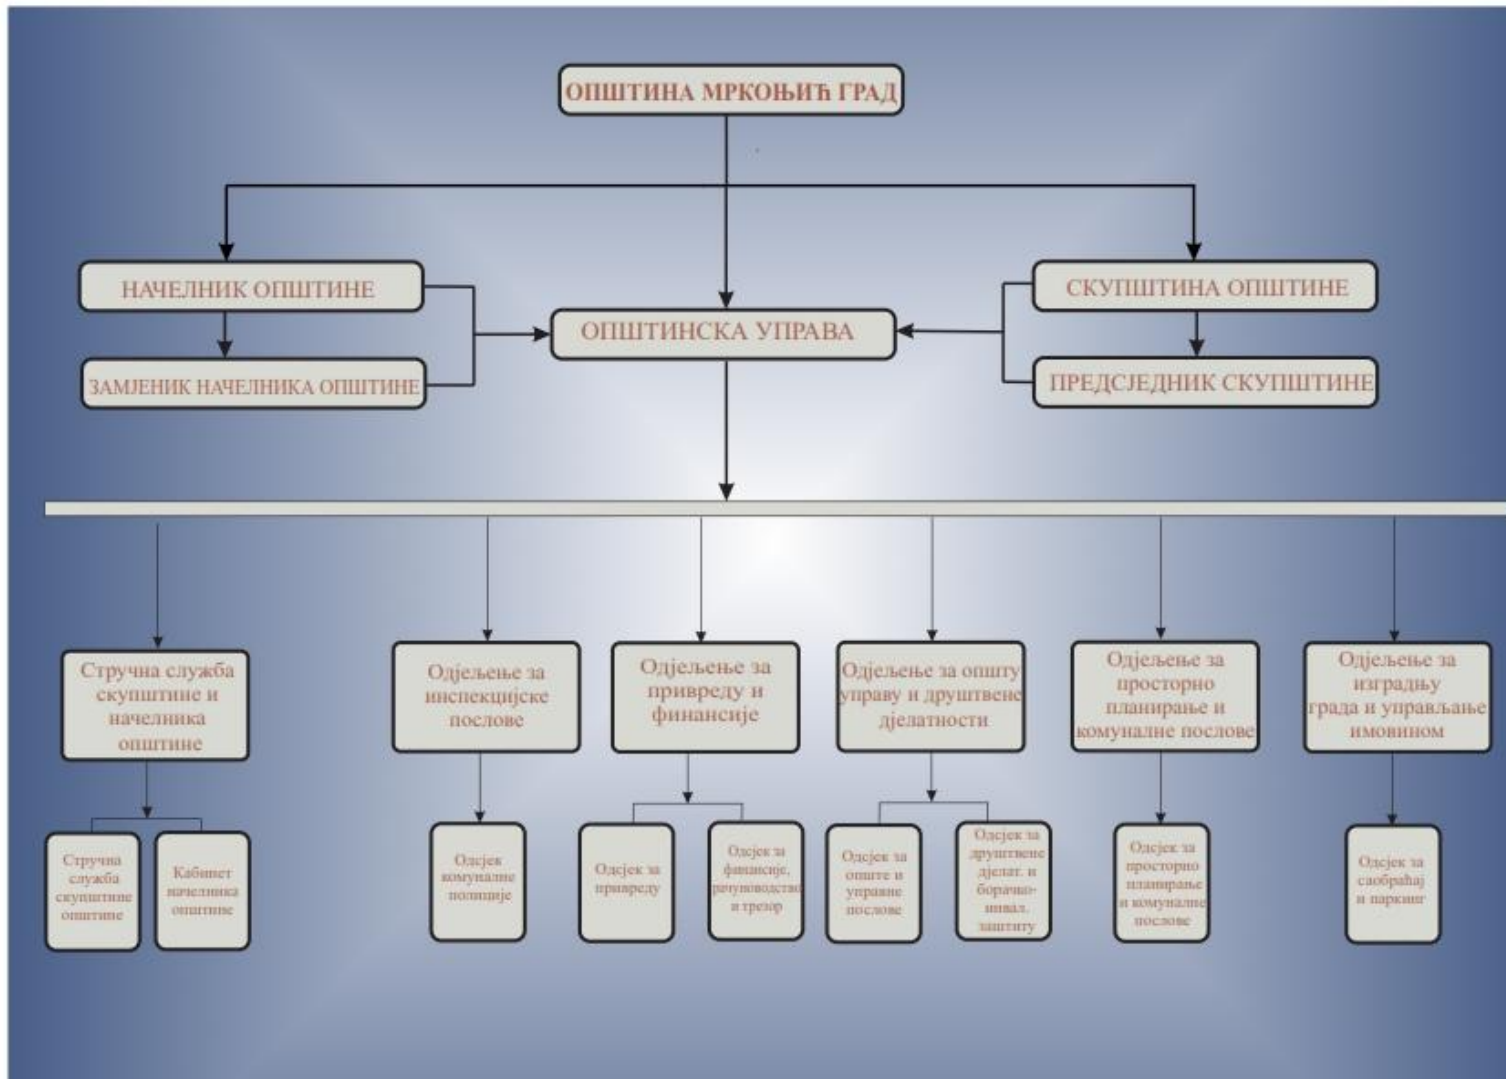 ОПШТИНА МРКОЊИЋ ГРАД
НАЧЕЛНИК ОПШТИНЕ
СКУПШТИНА ОПШТИНЕ
ОПШТИНСКА УПРАВА
ЗАМЈЕНИК НАЧЕЛНИКА ОПШТИНЕ
ПРЕДСЈЕДНИК СКУПШТИНЕ
Стручна служба
скупштине и
начелника
општине
Одјељење за
инспекцијске
послове
Одјељење за
привреду и
финансије
Одјељење за општу
управу и друштвене
дјелатности
Одјељење за
просторно
планирање и
комуналне послове
Одјељење за
изградњу
града и управљање
имовином
Стручна
служба
скупштине
општине
Кабинет
начелника
општине
Одсјек
комуналне
полиције
Одсјек за
привреду
Одсјек за
финансије,
рачуноводство
и трезор
Одсјек за
опште и
управне
послове
Одсјек за
друштвене
дјелат. и
борачко-
инвал.
заштиту
Одсјек за
просторно
планирање
и комуналне
послове
Одсјек за
саобраћај
и паркинг